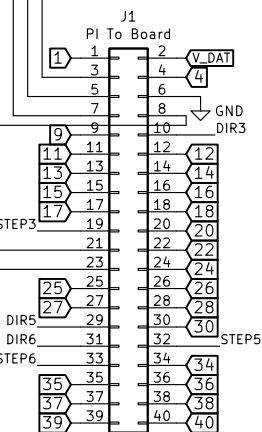 J1
PI To Board
1 1 2 V_DAT
3 4 4
5 6
7 8 GND
9 9 10 DIR3
11 11 12 12
13 13 14 14
15 15 16 16
17 17 18 18
STEP3 19 20 20
21 22 22
23 24 24
25 25 26 26
27 27 28 28
DIR5 29 30 30
DIR6 31 32 STEP5
STEP6 33 34 34
35 35 36 36
37 37 38 38
39 39 40 40